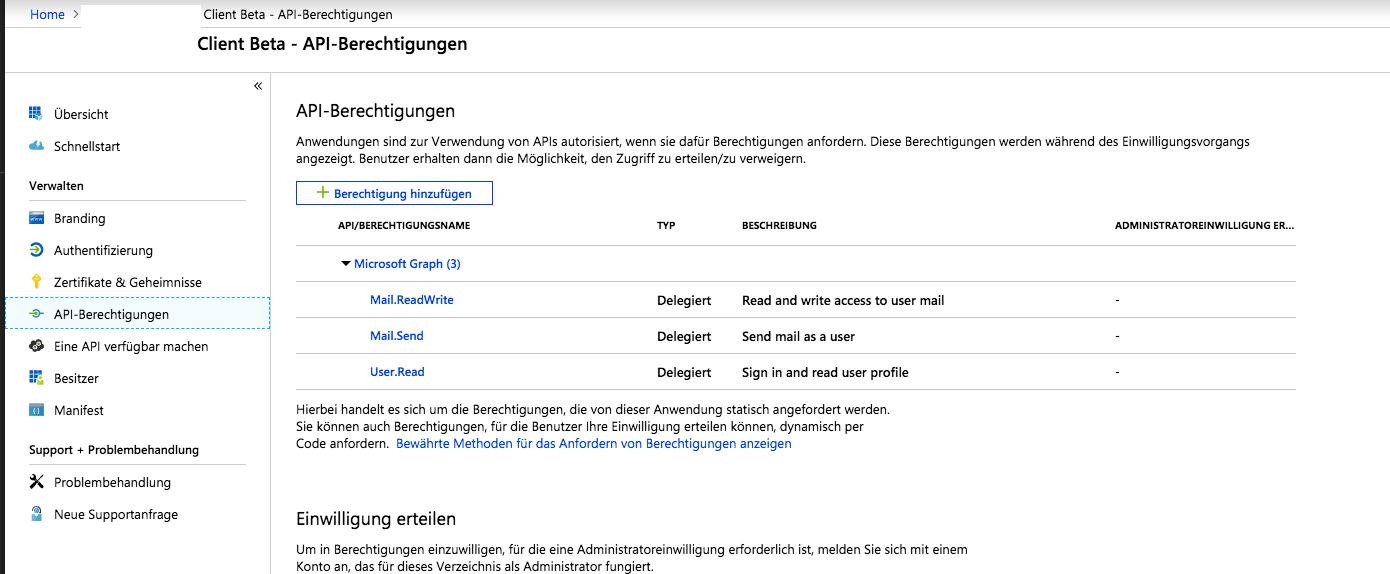 Home > Client Beta - API-Berechtigungen
Client Beta - API-Berechtigungen
«
Übersicht
Schnellstart
Verwalten
Branding
Authentifizierung
Zertifikate & Geheimnisse
API-Berechtigungen
Eine API verfügbar machen
Besitzer
Manifest
Support + Problembehandlung
Problembehandlung
Neue Supportanfrage
API-Berechtigungen
Anwendungen sind zur Verwendung von APIs autorisiert, wenn sie dafür Berechtigungen anfordern. Diese Berechtigungen werden während des Einwilligungsvorgangs
angezeigt. Benutzer erhalten dann die Möglichkeit, den Zugriff zu erteilen/zu verweigern.
+ Berechtigung hinzufügen
API/BERECHTIGUNGSNAME TYP BESCHREIBUNG ADMINISTRATOREINWILLIGUNG ER...
Microsoft Graph (3)
Mail.ReadWrite Delegiert Read and write access to user mail -
Mail.Send Delegiert Send mail as a user -
User.Read Delegiert Sign in and read user profile -
Hierbei handelt es sich um die Berechtigungen, die von dieser Anwendung statisch angefordert werden.
Sie können auch Berechtigungen, für die Benutzer Ihre Einwilligung erteilen können, dynamisch per
Code anfordern. Bewährte Methoden für das Anfordern von Berechtigungen anzeigen
Einwilligung erteilen
Um in Berechtigungen einzuwilligen, für die eine Administratoreinwilligung erforderlich ist, melden Sie sich mit einem
Konto an, das für dieses Verzeichnis als Administrator fungiert.